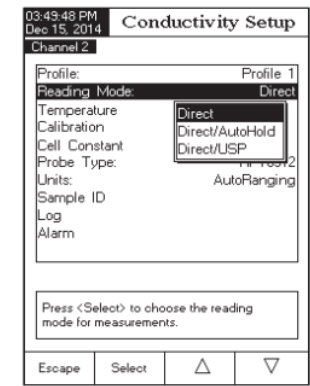 03:49:48 PM
Dec 15, 2014
Conductivity Setup
Channel 2
Profile: Profile 1
Reading Mode: Direct
Temperature
Direct
Calibration
Direct/AutoHold
Cell Constant
Direct/USP
Probe Type:
Units: AutoRanging
Sample ID
Log
Alarm
Press <Select> to choose the reading
mode for measurements.
Escape Select △ ▽